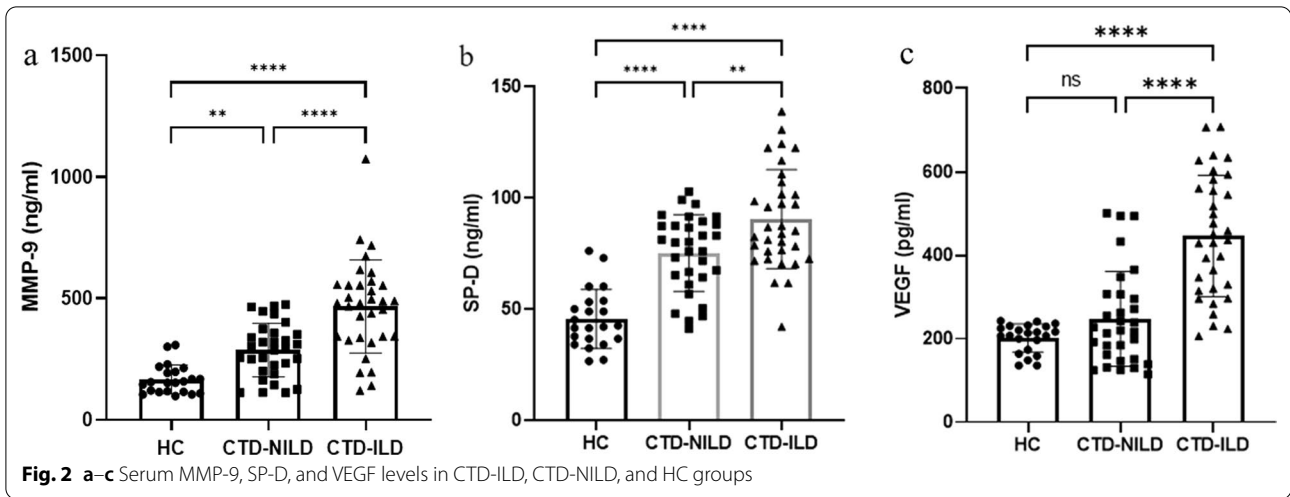 a
1500
1000
500
0
MMP-9 (ng/ml)
****
** ****
HC CTD-NILD CTD-ILD
b
150
100
50
0
SP-D (ng/ml)
****
**** **
HC CTD-NILD CTD-ILD
c
800
600
400
200
0
VEGF (pg/ml)
****
ns ****
HC CTD-NILD CTD-ILD
Fig. 2 a–c Serum MMP-9, SP-D, and VEGF levels in CTD-ILD, CTD-NILD, and HC groups